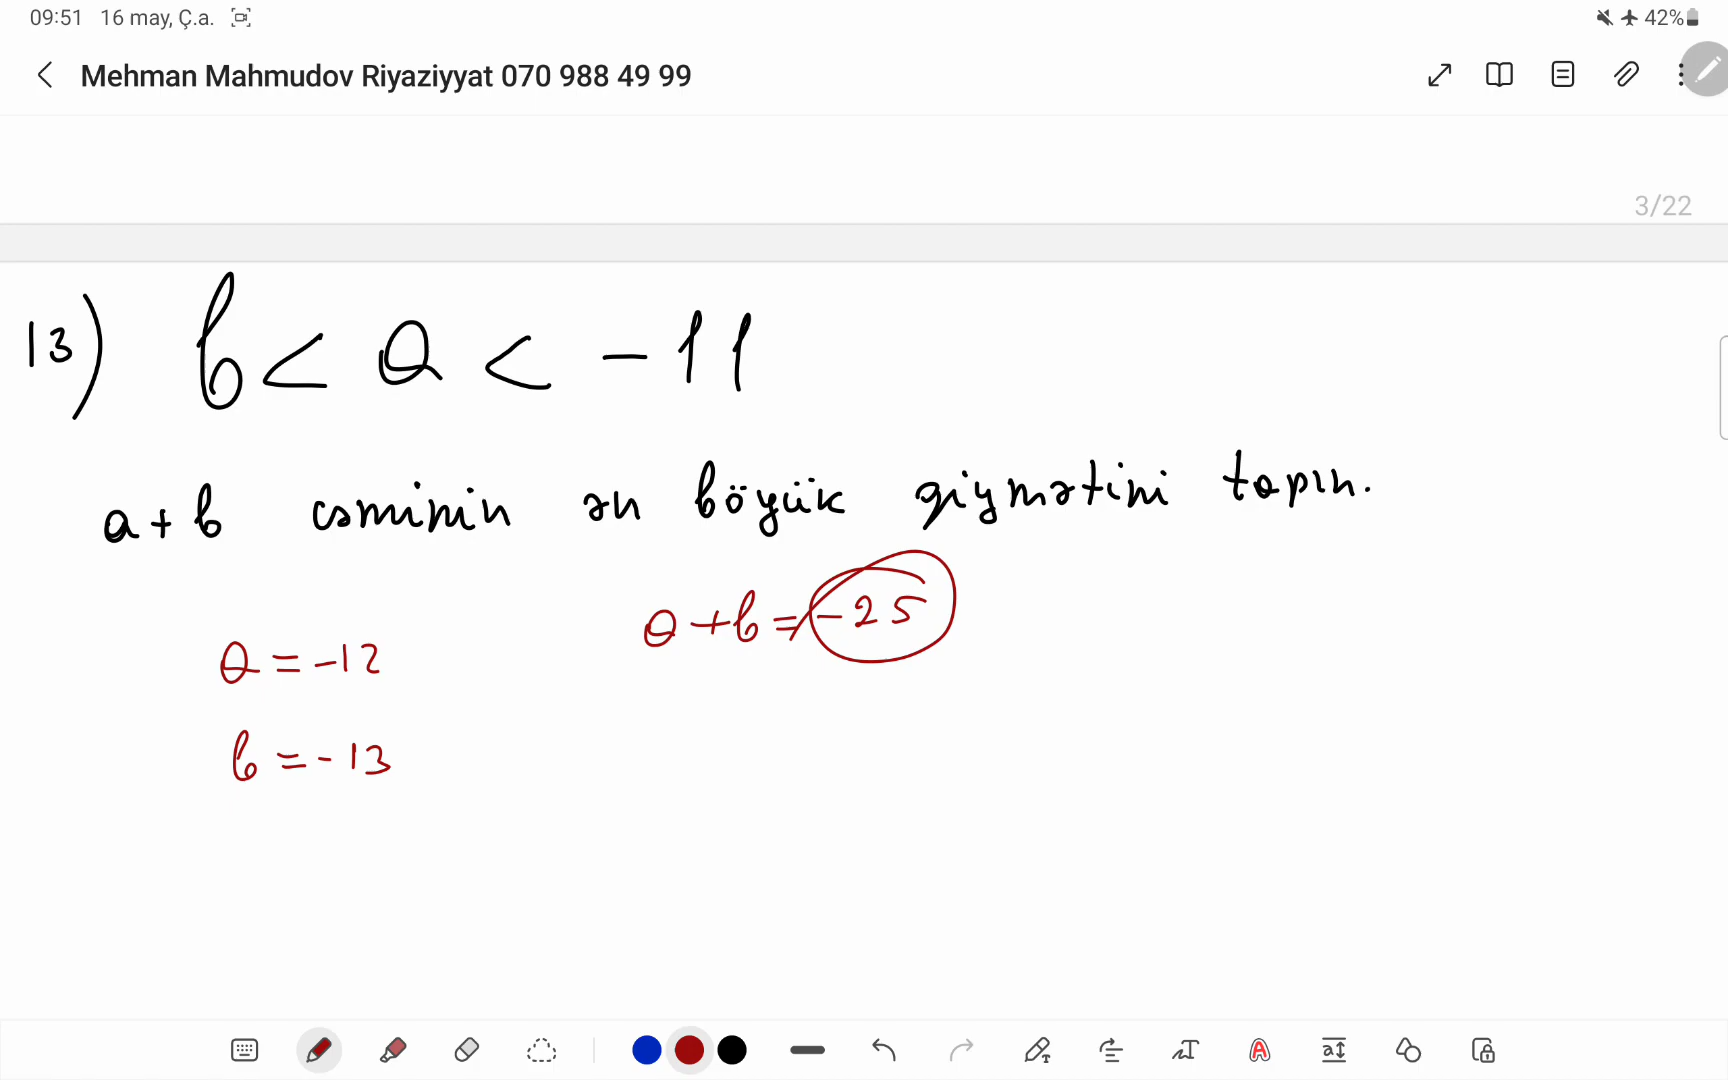 09:51 16 may, Ç.a. 42%
Mehman Mahmudov Riyaziyyat 070 988 49 99
3/22
13) b < a < -11
a + b cəminin ən böyük qiymətini tapın.
a + b = -25
a = -12
b = -13